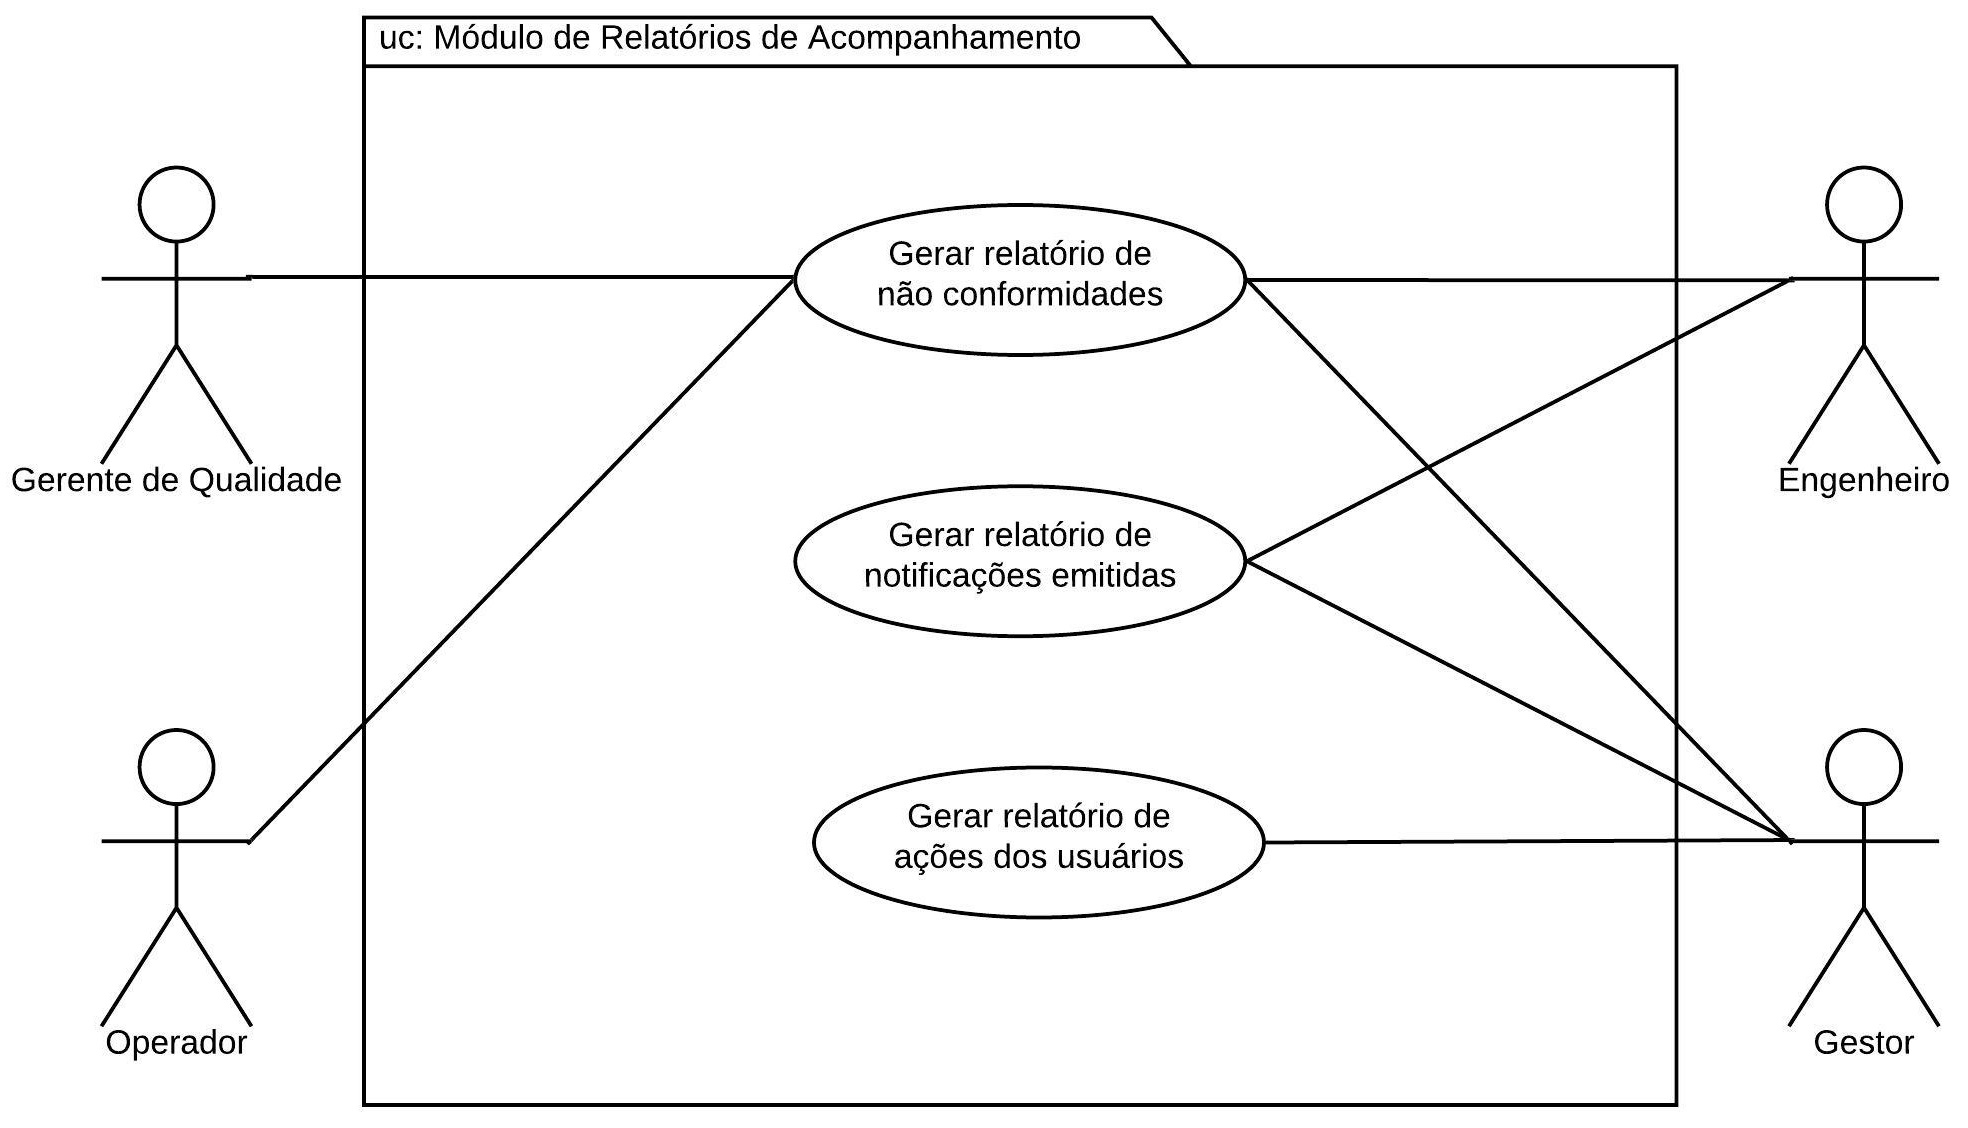 uc: Módulo de Relatórios de Acompanhamento
Gerar relatório de
não conformidades
Gerente de Qualidade
Engenheiro
Gerar relatório de
notificações emitidas
Gerar relatório de
ações dos usuários
Operador
Gestor